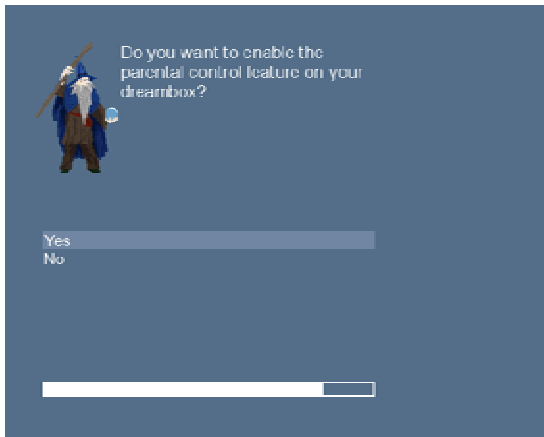 Do you want to enable the
parental control feature on your
dreambox?
Yes
No